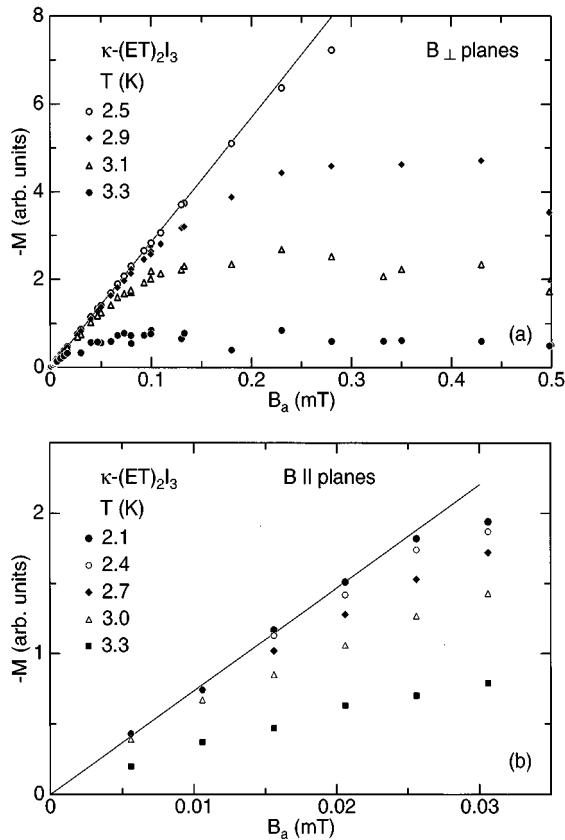 κ-(ET)₂I₃
B ⊥ planes
T (K)
2.5
2.9
3.1
3.3
-M (arb. units)
8
6
4
2
0
(a)
0 0.1 0.2 0.3 0.4 0.5
Bₐ (mT)
κ-(ET)₂I₃
B || planes
T (K)
2.1
2.4
2.7
3.0
3.3
-M (arb. units)
2
1
0
(b)
0 0.01 0.02 0.03
Bₐ (mT)